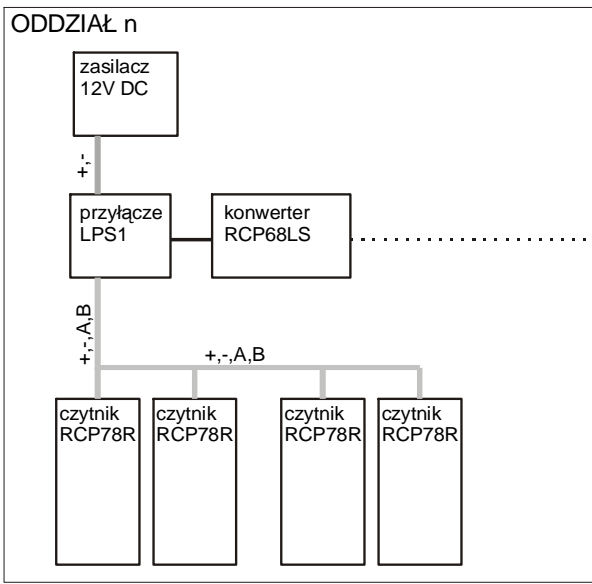 ODDZIAŁ n
zasilacz
12V DC
+,-
przyłącze
LPS1
konwerter
RCP68LS
+,-,A,B
+,-,A,B
czytnik
RCP78R
czytnik
RCP78R
czytnik
RCP78R
czytnik
RCP78R